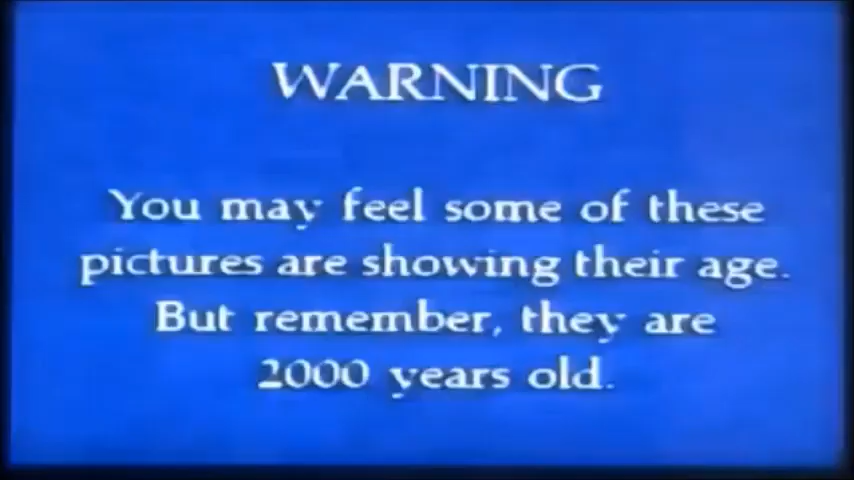 WARNING
You may feel some of these
pictures are showing their age.
But remember, they are
2000 years old.